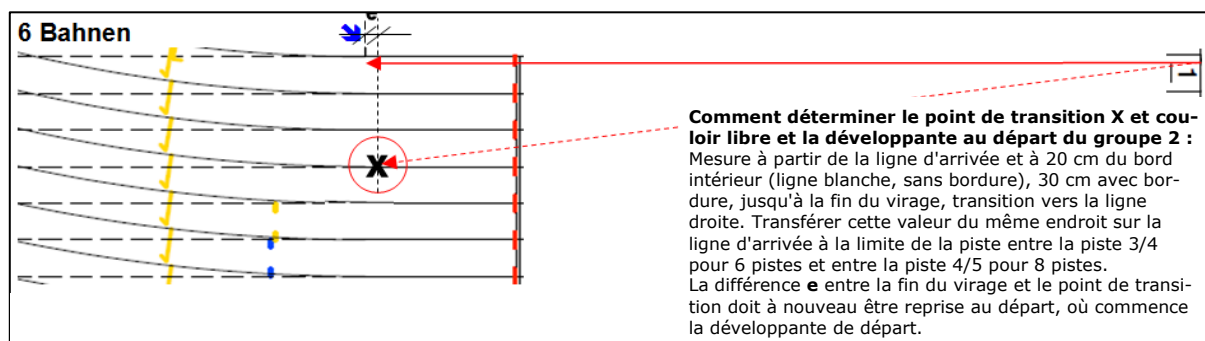 6 Bahnen
e
1
X
Comment déterminer le point de transition X et cou-
loir libre et la développante au départ du groupe 2 :
Mesure à partir de la ligne d'arrivée et à 20 cm du bord
intérieur (ligne blanche, sans bordure), 30 cm avec bor-
dure, jusqu'à la fin du virage, transition vers la ligne
droite. Transférer cette valeur du même endroit sur la
ligne d'arrivée à la limite de la piste entre la piste 3/4
pour 6 pistes et entre la piste 4/5 pour 8 pistes.
La différence e entre la fin du virage et le point de transi-
tion doit à nouveau être reprise au départ, où commence
la développante de départ.